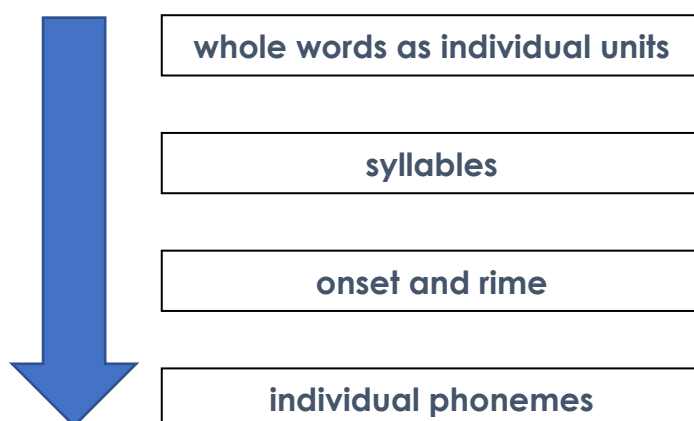 whole words as individual units
syllables
onset and rime
individual phonemes